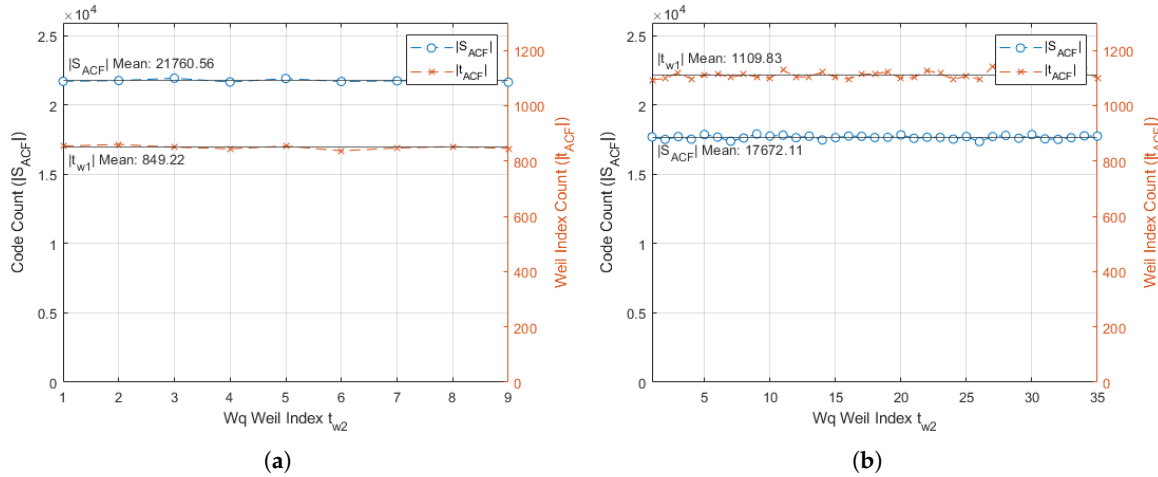 ×10⁴
2.5
2
1.5
1
0.5
0
Code Count (|S_ACF|)
|S_ACF| Mean: 21760.56
|t_w1| Mean: 849.22
|S_ACF|
|t_ACF|
1200
1000
800
600
400
200
0
Weil Index Count (|t_ACF|)
1 2 3 4 5 6 7 8 9
Wq Weil Index t_w2
(a)
×10⁴
2.5
2
1.5
1
0.5
0
Code Count (|S_ACF|)
|t_w1| Mean: 1109.83
|S_ACF| Mean: 17672.11
|S_ACF|
|t_ACF|
1200
1000
800
600
400
200
0
Weil Index Count (|t_ACF|)
5 10 15 20 25 30 35
Wq Weil Index t_w2
(b)